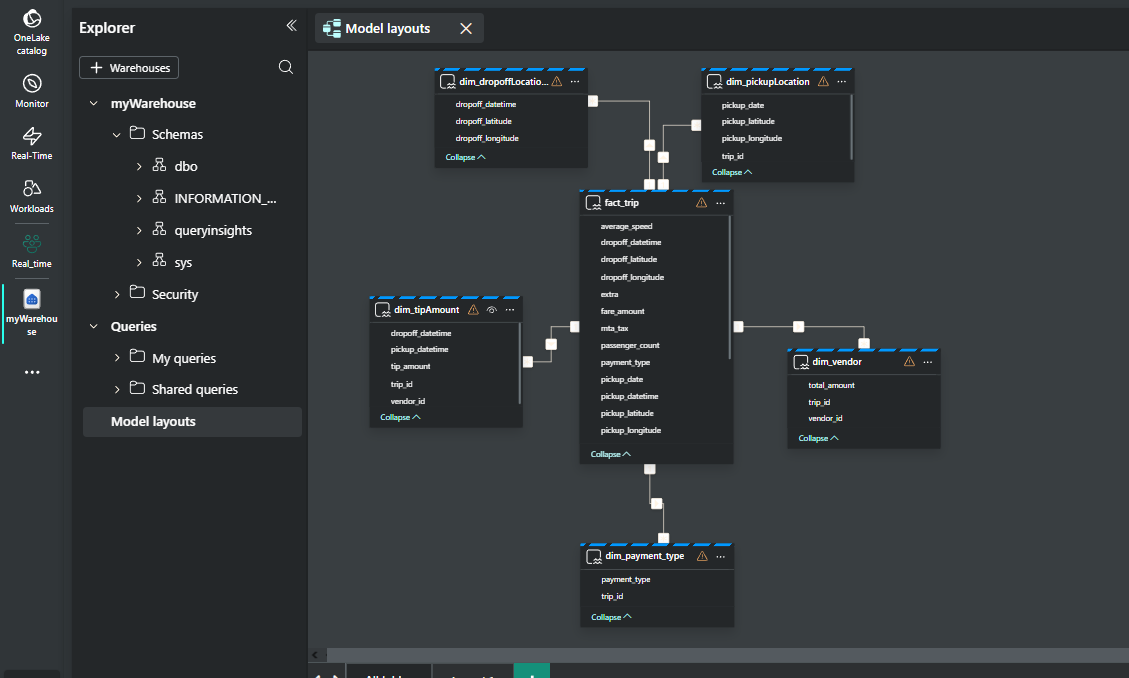 OneLake
catalog
Monitor
Real-Time
Workloads
Real_time
myWarehou
se
Explorer
Warehouses
myWarehouse
Schemas
dbo
INFORMATION_...
queryinsights
sys
Security
Queries
My queries
Shared queries
Model layouts
Model layouts
dim_dropoffLocatio...
dropoff_datetime
dropoff_latitude
dropoff_longitude
Collapse
dim_pickupLocation
pickup_date
pickup_latitude
pickup_longitude
trip_id
Collapse
fact_trip
average_speed
dropoff_datetime
dropoff_latitude
dropoff_longitude
extra
fare_amount
mta_tax
passenger_count
payment_type
pickup_date
pickup_datetime
pickup_latitude
pickup_longitude
Collapse
dim_tipAmount
dropoff_datetime
pickup_datetime
tip_amount
trip_id
vendor_id
Collapse
dim_vendor
total_amount
trip_id
vendor_id
Collapse
dim_payment_type
payment_type
trip_id
Collapse